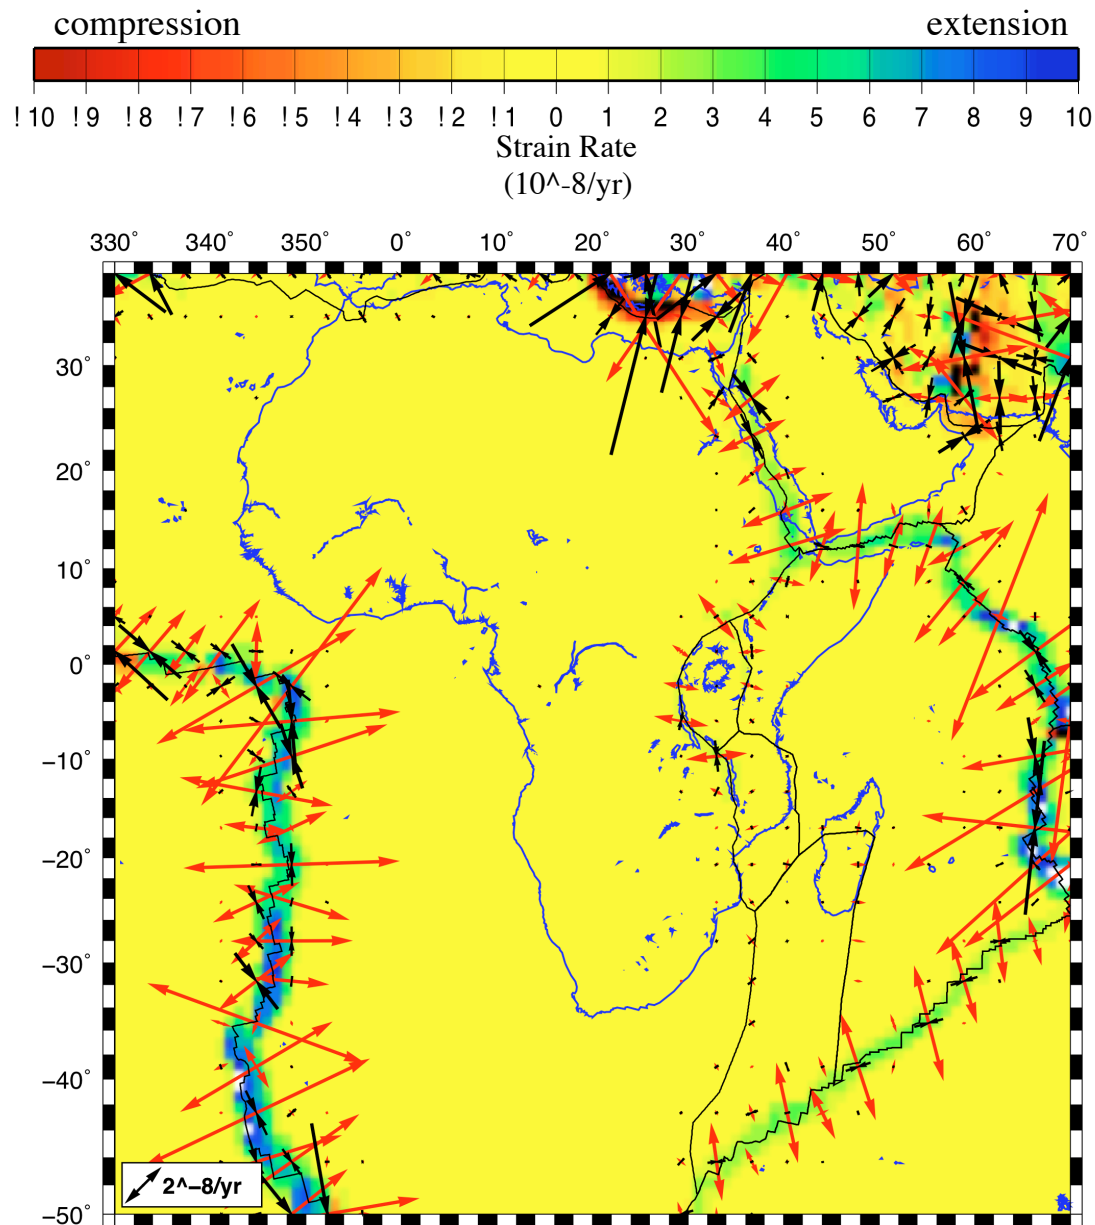 compression extension
! 10 ! 9 ! 8 ! 7 ! 6 ! 5 ! 4 ! 3 ! 2 ! 1 0 1 2 3 4 5 6 7 8 9 10
Strain Rate
(10^-8/yr)
330° 340° 350° 0° 10° 20° 30° 40° 50° 60° 70°
30°
20°
10°
0°
−10°
−20°
−30°
−40°
−50°
2^−8/yr